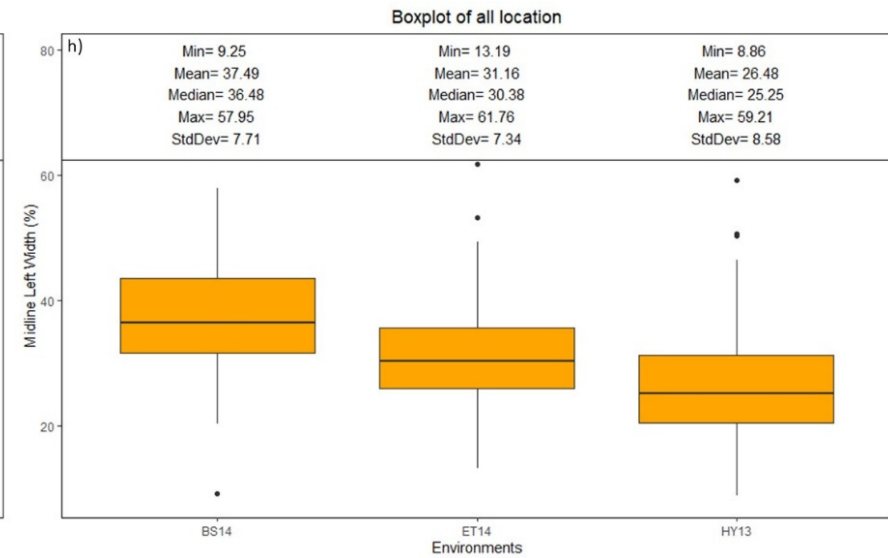 Boxplot of all location
h)
Min= 9.25
Mean= 37.49
Median= 36.48
Max= 57.95
StdDev= 7.71
Min= 13.19
Mean= 31.16
Median= 30.38
Max= 61.76
StdDev= 7.34
Min= 8.86
Mean= 26.48
Median= 25.25
Max= 59.21
StdDev= 8.58
80
60
40
20
Midline Left Width (%)
BS14
ET14
HY13
Environments